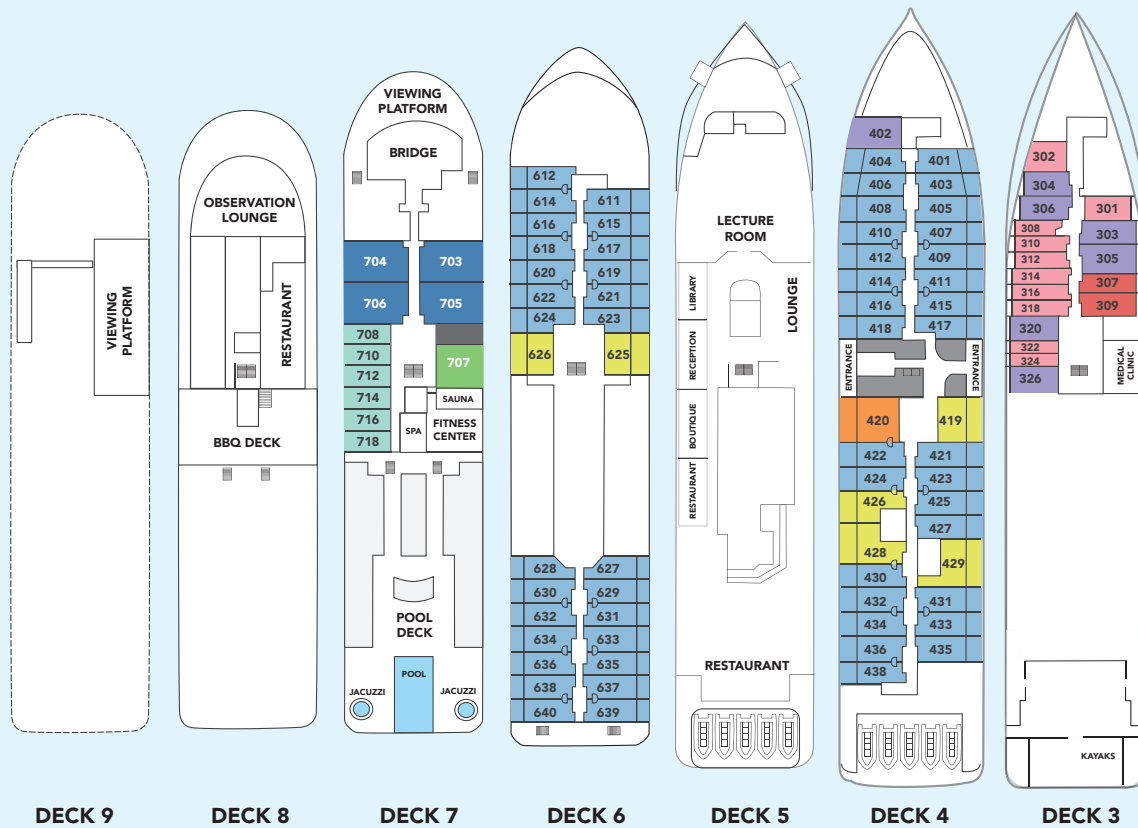 VIEWING
PLATFORM
DECK 9
OBSERVATION
LOUNGE
RESTAURANT
BBQ DECK
DECK 8
VIEWING
PLATFORM
BRIDGE
704
703
706
705
708
710
707
712
714
SAUNA
716
SPA
FITNESS
CENTER
718
POOL
DECK
POOL
JACUZZI
JACUZZI
DECK 7
612
614
611
616
615
618
617
620
619
622
621
624
623
626
625
628
627
630
629
632
631
634
633
636
635
638
637
640
639
DECK 6
LECTURE
ROOM
LIBRARY
LOUNGE
RECEPTION
BOUTIQUE
RESTAURANT
RESTAURANT
DECK 5
402
404
401
406
403
408
405
410
407
412
409
414
411
416
415
418
417
ENTRANCE
ENTRANCE
420
419
422
421
424
423
426
425
427
428
429
430
432
431
434
433
436
435
438
DECK 4
302
304
306
301
308
303
310
312
305
314
307
316
309
318
320
322
324
326
MEDICAL
CLINIC
KAYAKS
DECK 3